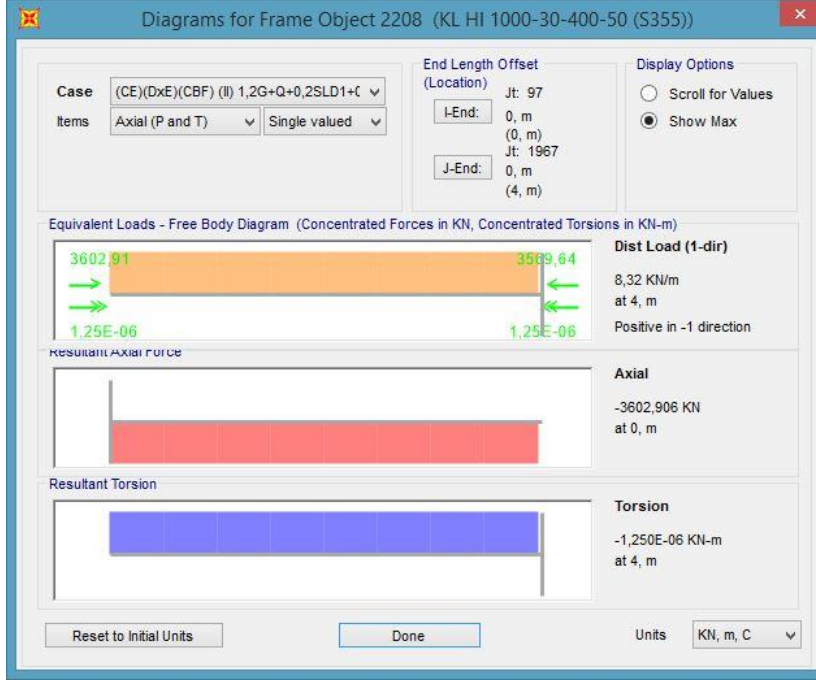 Diagrams for Frame Object 2208 (KL HI 1000-30-400-50 (S355))
Case (CE)(DxE)(CBF) (II) 1,2G+Q+0,2SLD1+
Items Axial (P and T) Single valued
End Length Offset
(Location)
Jt: 97
I-End: 0, m
(0, m)
Jt: 1967
J-End: 0, m
(4, m)
Display Options
Scroll for Values
Show Max
Equivalent Loads - Free Body Diagram (Concentrated Forces in KN, Concentrated Torsions in KN-m)
3602,91 3569,64
1,25E-06 1,25E-06
Dist Load (1-dir)
8,32 KN/m
at 4, m
Positive in -1 direction
Resultant Axial Force
Axial
-3602,906 KN
at 0, m
Resultant Torsion
Torsion
-1,250E-06 KN-m
at 4, m
Reset to Initial Units Done Units KN, m, C